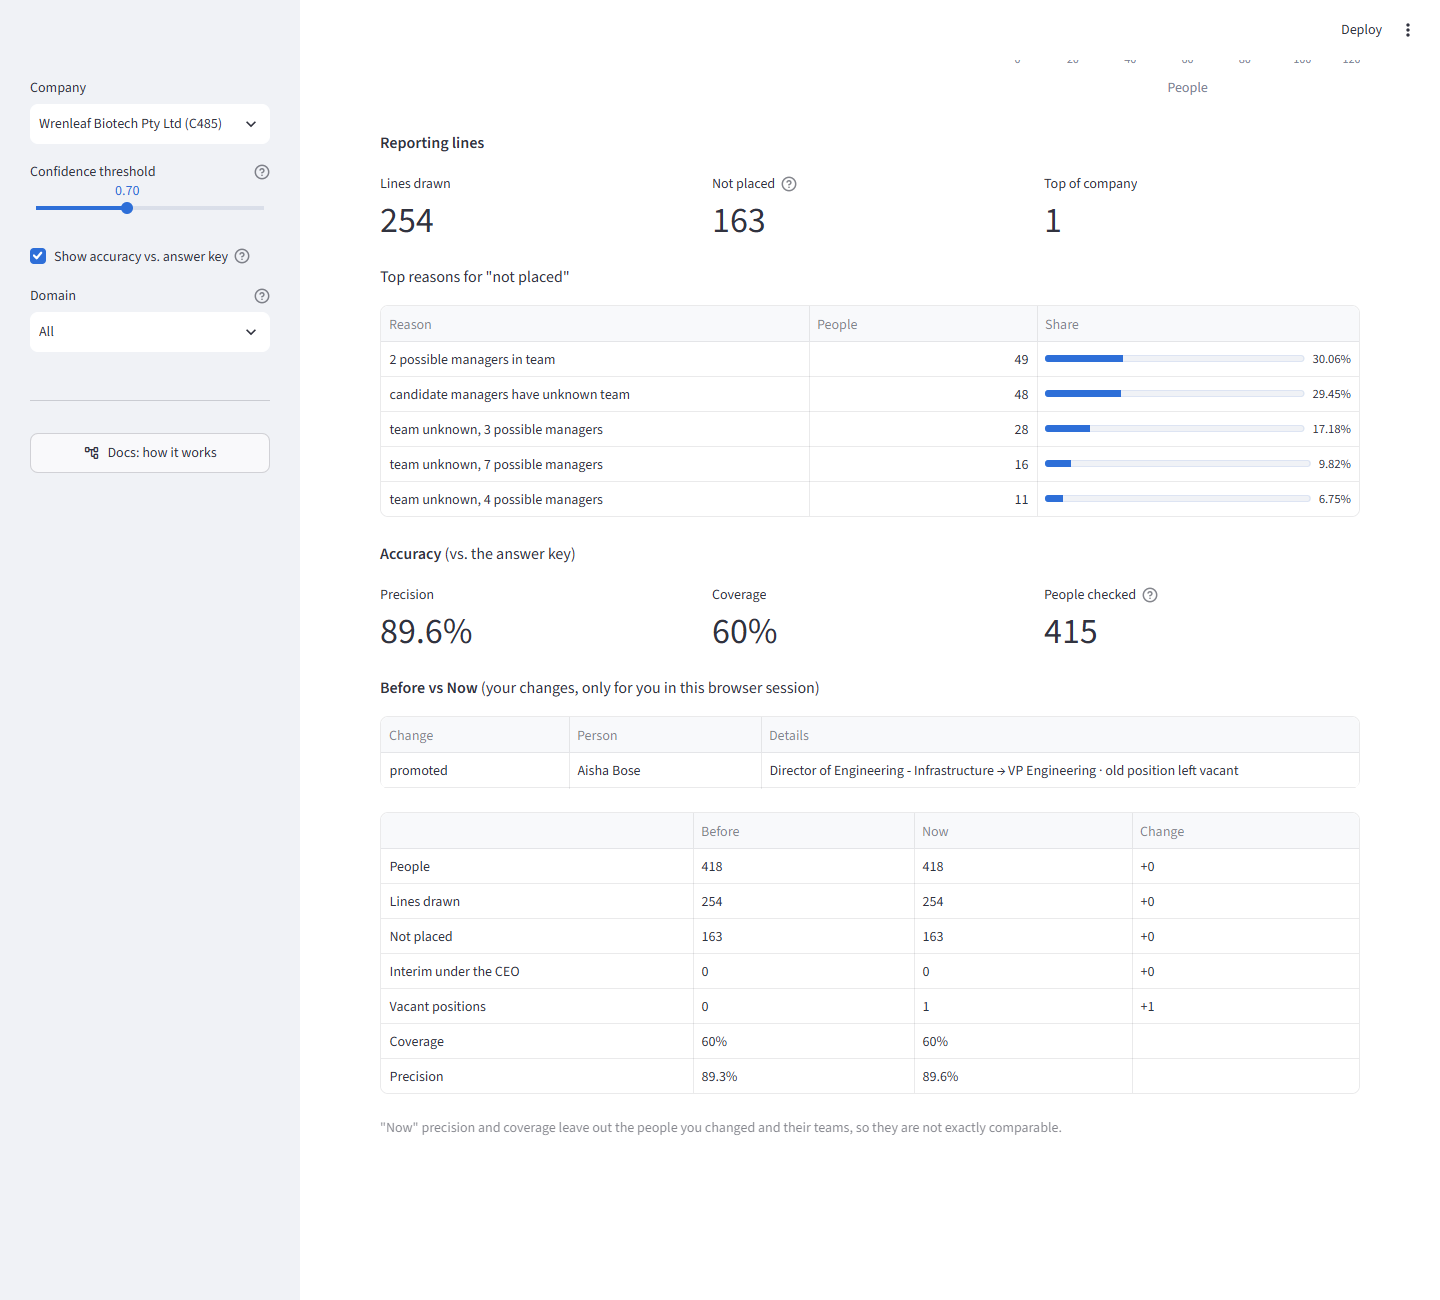 Deploy
Company
Wrenleaf Biotech Pty Ltd (C485)
Confidence threshold
0.70
Show accuracy vs. answer key
Domain
All
Docs: how it works
0 20 40 60 80 100 120
People
Reporting lines
Lines drawn Not placed Top of company
254 163 1
Top reasons for "not placed"
Reason People Share
2 possible managers in team 49 30.06%
candidate managers have unknown team 48 29.45%
team unknown, 3 possible managers 28 17.18%
team unknown, 7 possible managers 16 9.82%
team unknown, 4 possible managers 11 6.75%
Accuracy (vs. the answer key)
Precision Coverage People checked
89.6% 60% 415
Before vs Now (your changes, only for you in this browser session)
Change Person Details
promoted Aisha Bose Director of Engineering - Infrastructure → VP Engineering · old position left vacant
Before Now Change
People 418 418 +0
Lines drawn 254 254 +0
Not placed 163 163 +0
Interim under the CEO 0 0 +0
Vacant positions 0 1 +1
Coverage 60% 60%
Precision 89.3% 89.6%
"Now" precision and coverage leave out the people you changed and their teams, so they are not exactly comparable.